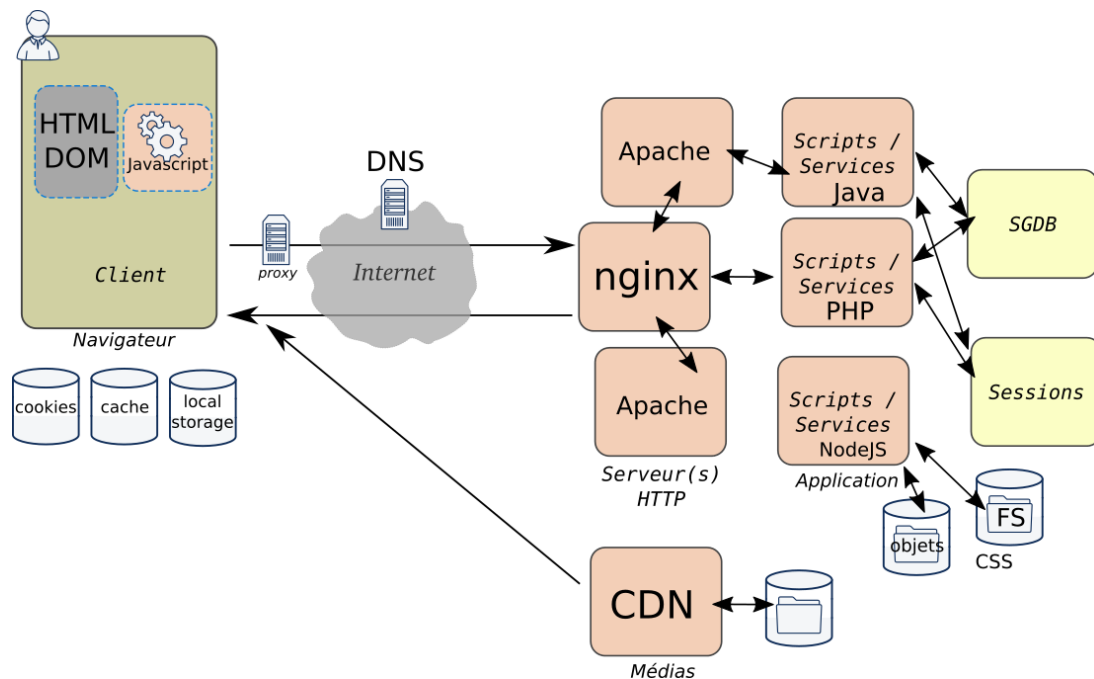 HTML
DOM
Javascript
Client
Navigateur
cookies
cache
local
storage
DNS
proxy
Internet
Apache
nginx
Apache
Serveur(s)
HTTP
Scripts /
Services
Java
Scripts /
Services
PHP
Scripts /
Services
NodeJS
Application
SGDB
Sessions
objets
FS
CSS
CDN
Médias